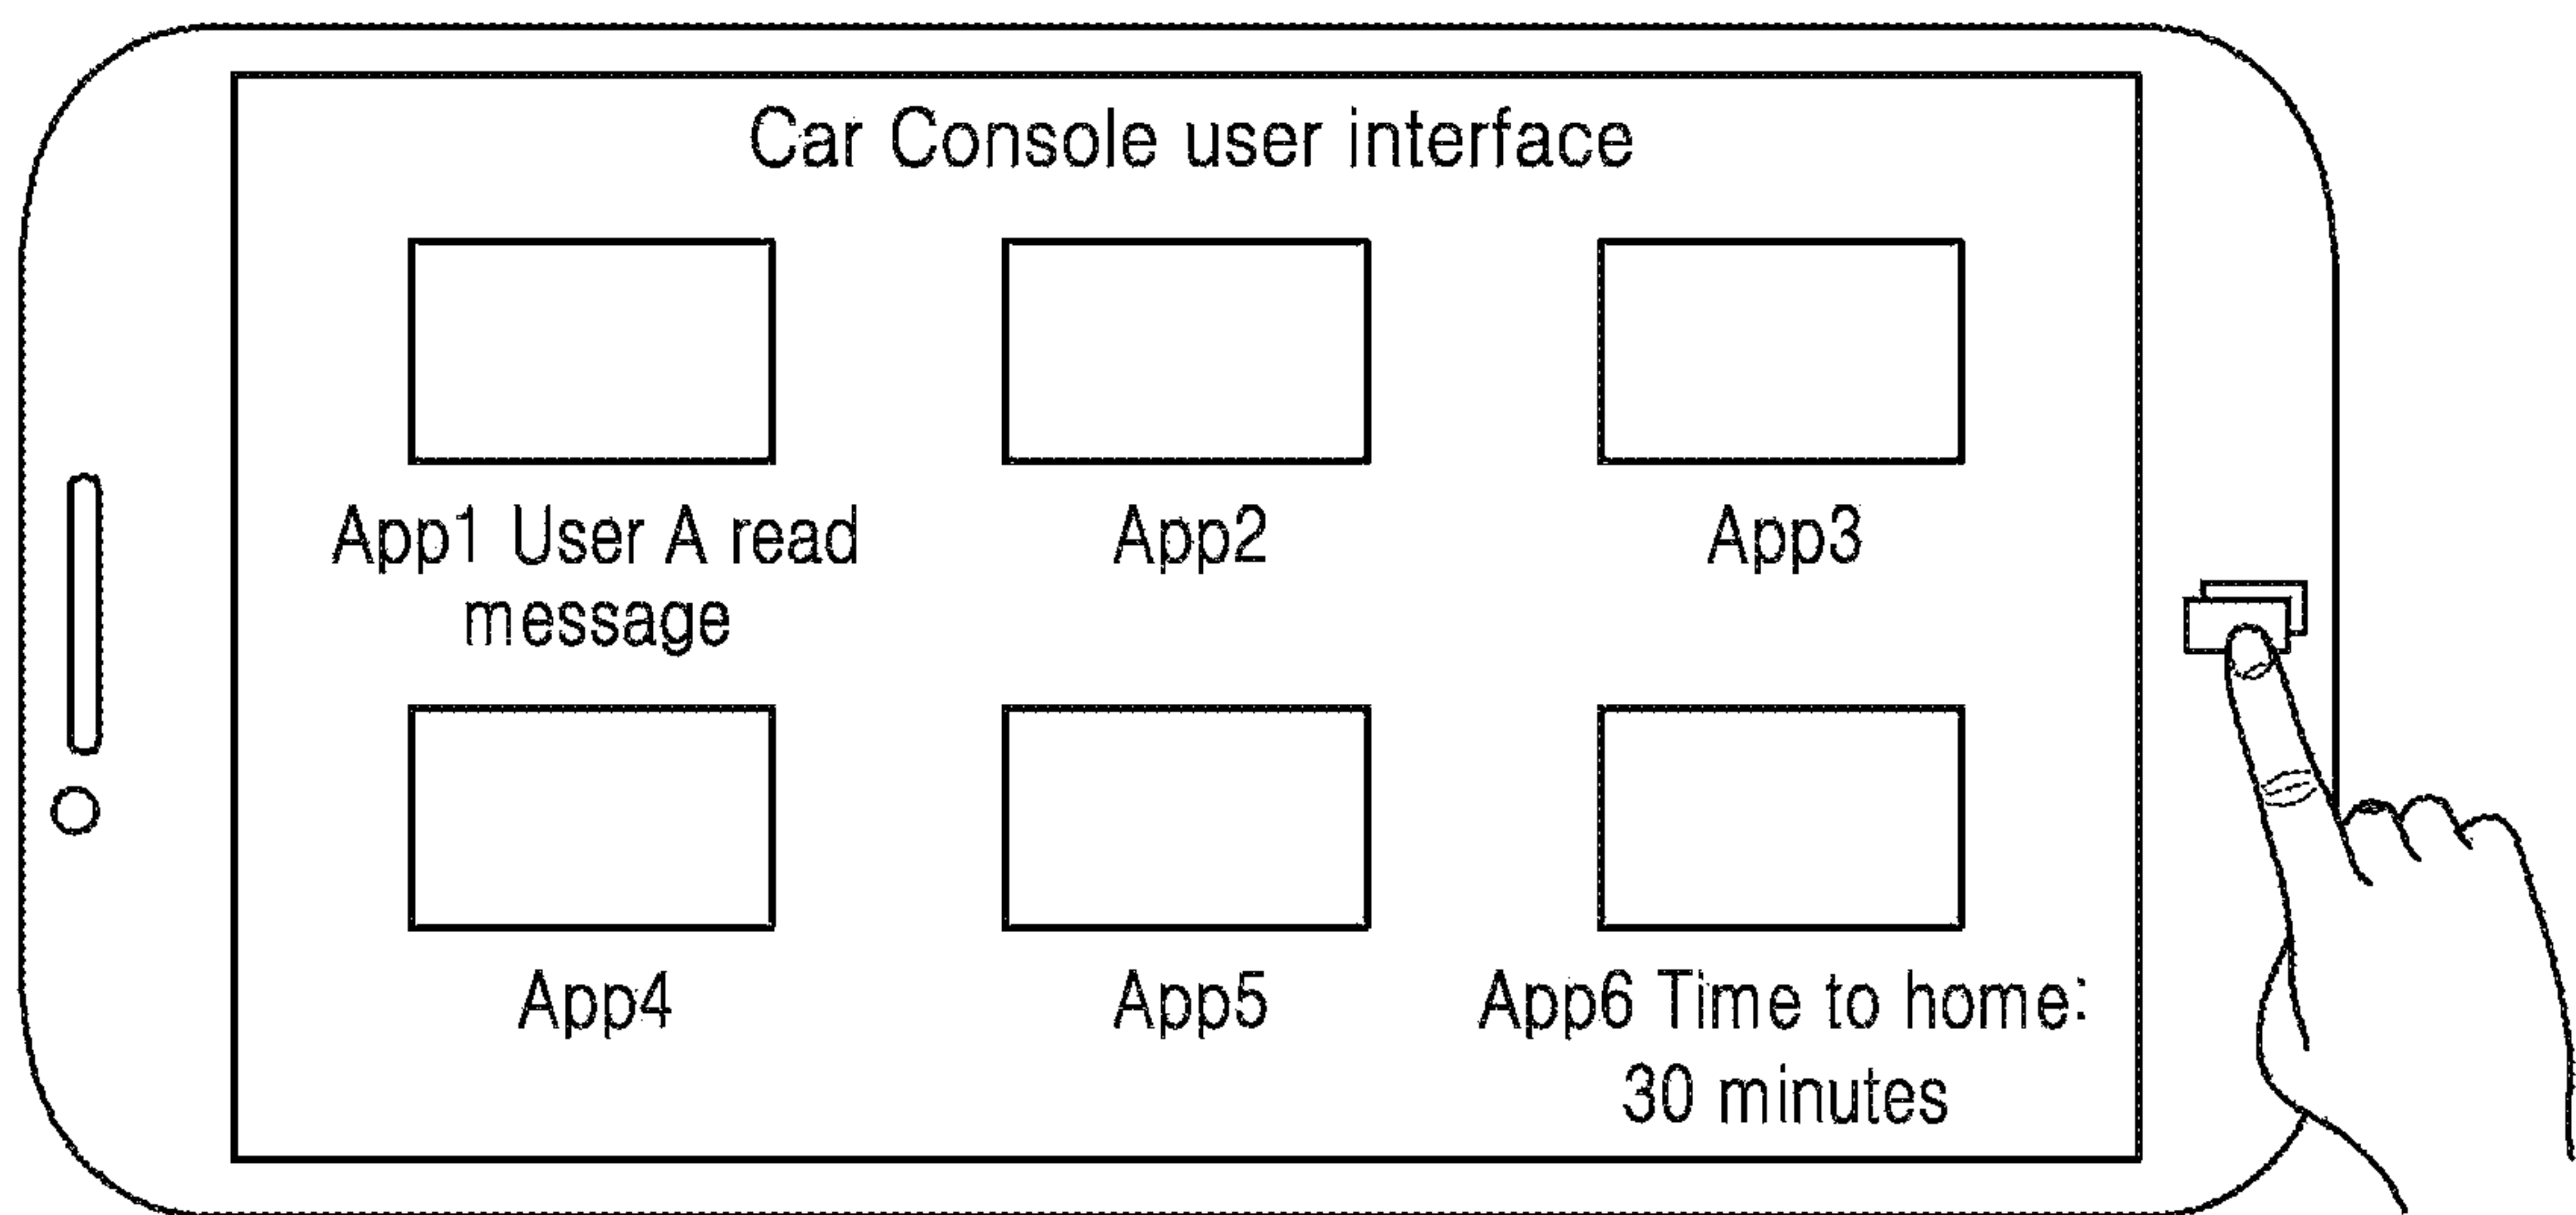 Car Console user interface
App1 User A read
message
App2
App3
App4
App5
App6 Time to home:
30 minutes